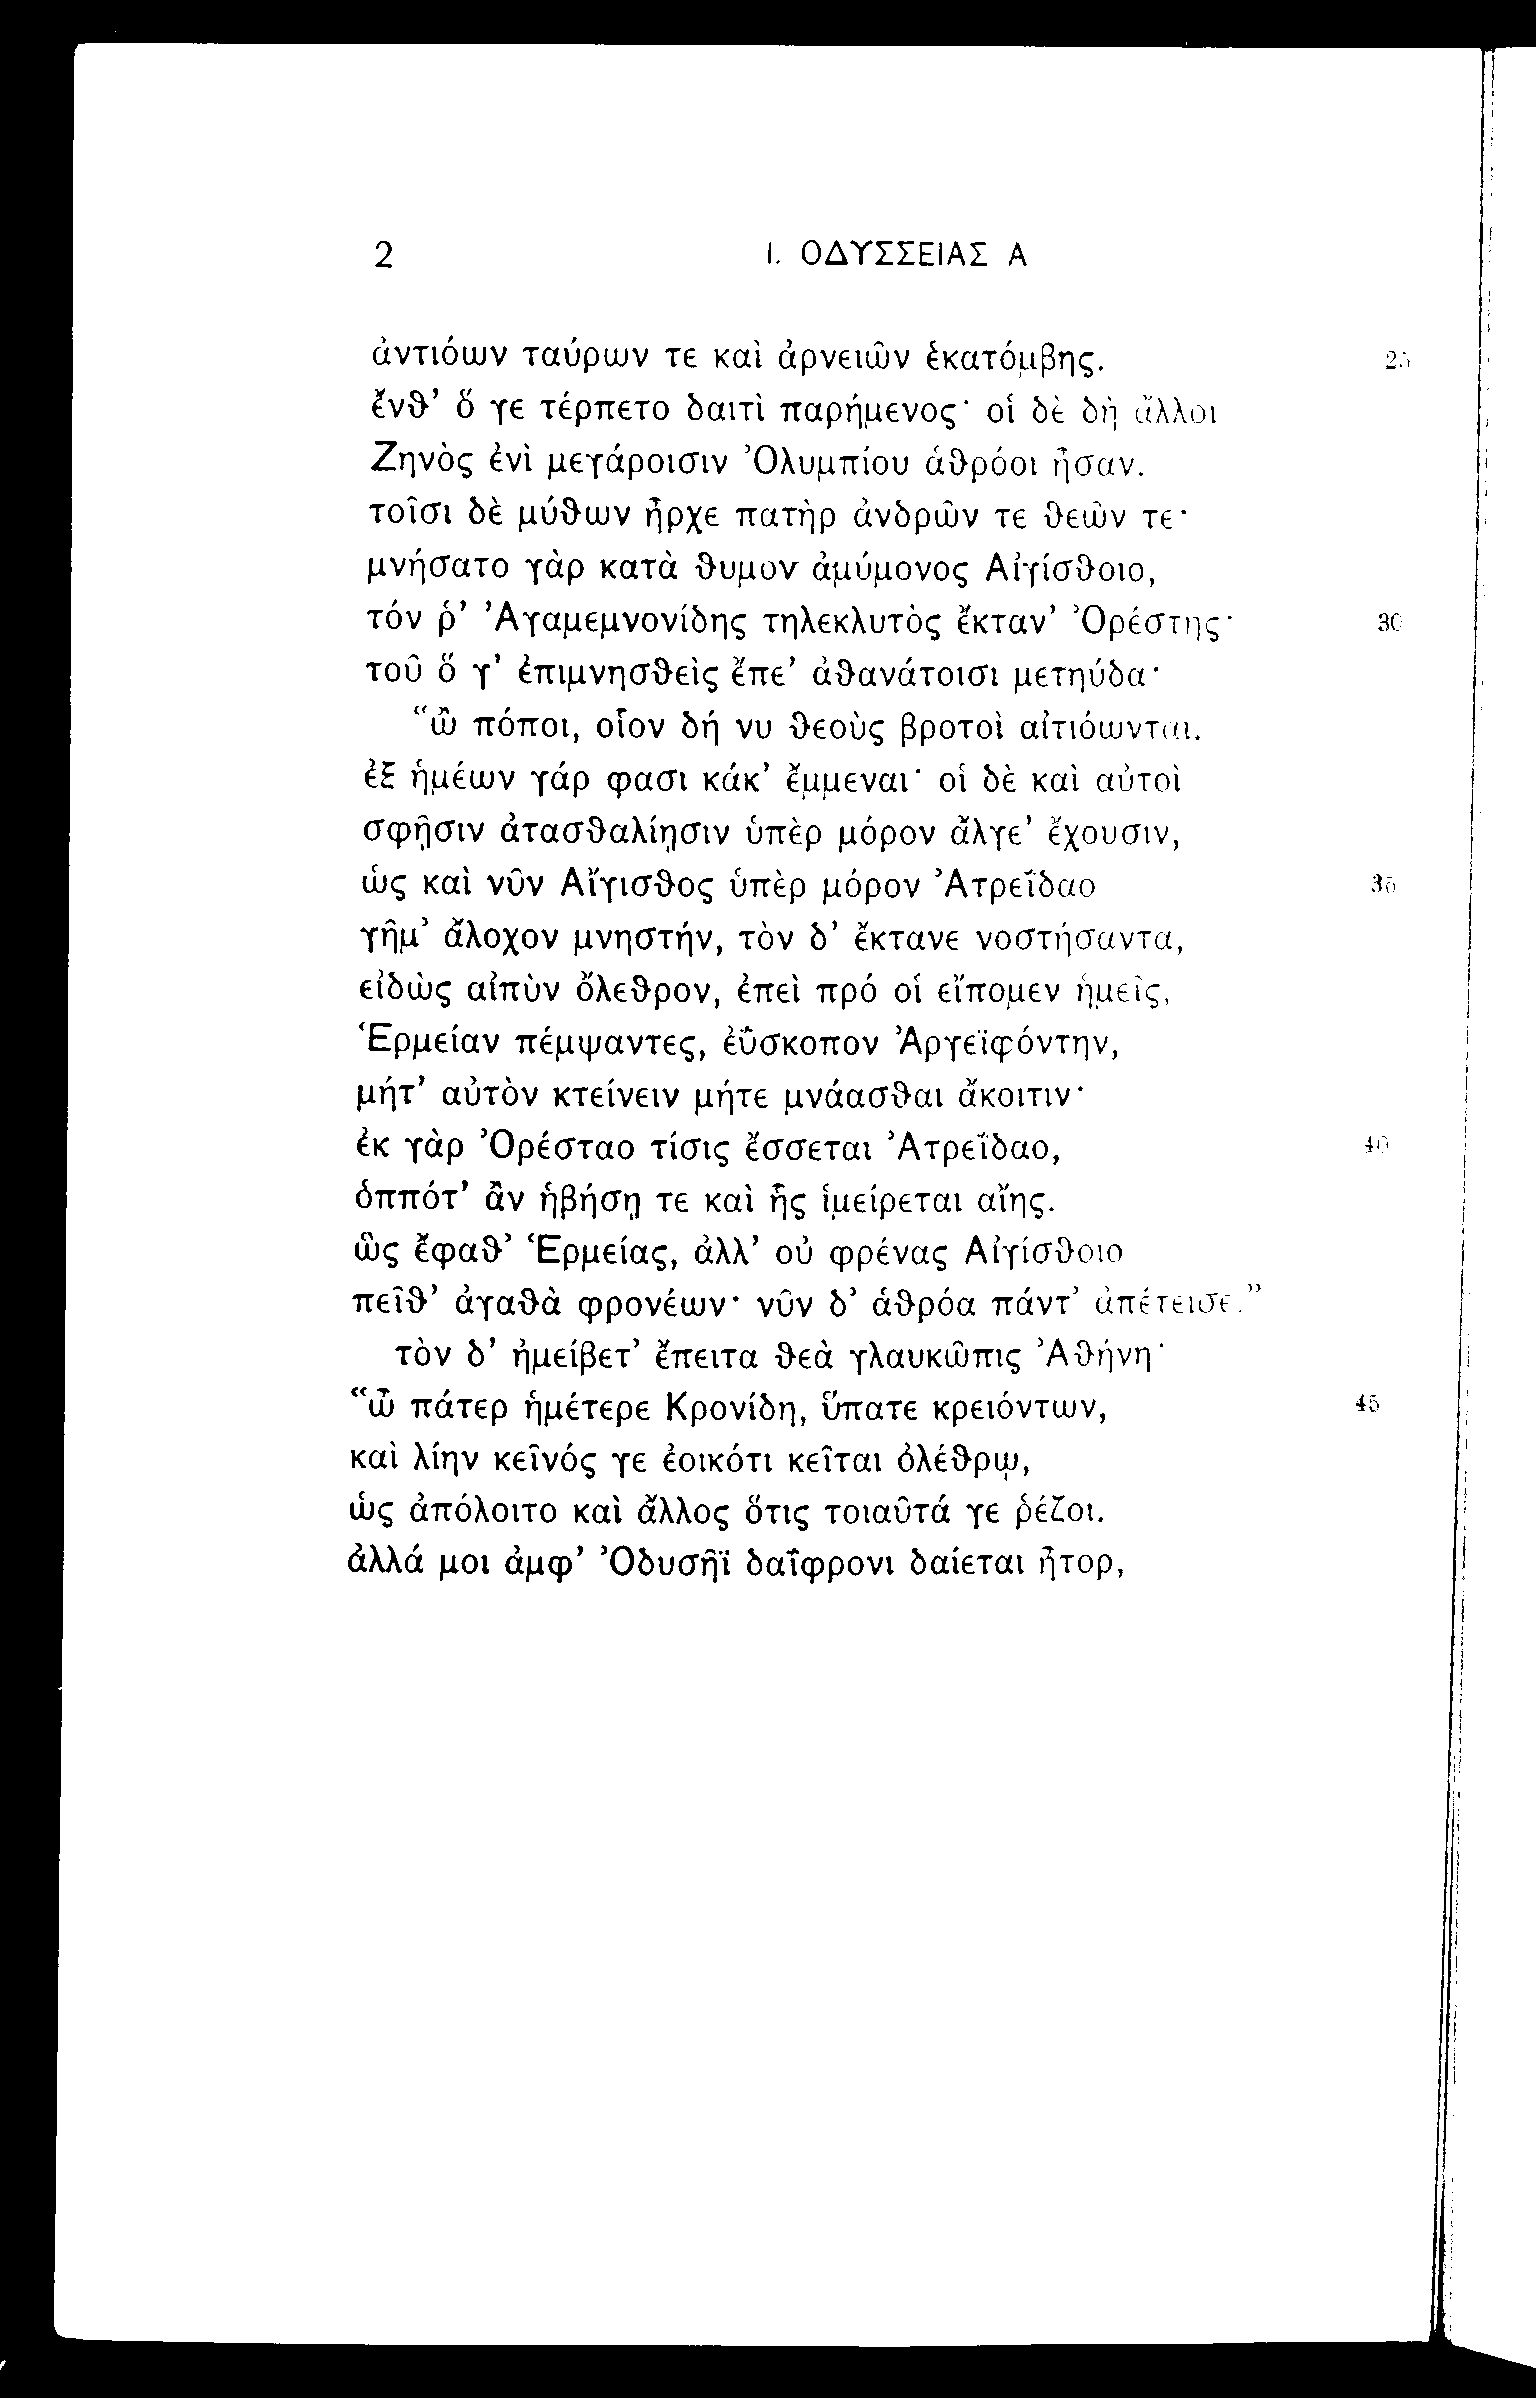 2 I. ΟΔΥΣΣΕΙΑΣ Α
ἀντιόων ταύρων τε καὶ ἀρνειῶν ἑκατόμβης. 25
ἔνϑ’ ὅ γε τέρπετο δαιτὶ παρήμενος· οἱ δὲ δὴ ἄλλοι
Ζηνὸς ἐνὶ μεγάροισιν Ὀλυμπίου ἁϑρόοι ἦσαν.
τοῖσι δὲ μύϑων ἦρχε πατὴρ ἀνδρῶν τε ϑεῶν τε·
μνήσατο γὰρ κατὰ ϑυμον ἀμύμονος Αἰγίσϑοιο,
τόν ῥ’ Ἀγαμεμνονίδης τηλεκλυτὸς ἔκταν’ Ὀρέστης· 30
τοῦ ὅ γ’ ἐπιμνησϑεὶς ἔπε’ ἀϑανάτοισι μετηύδα·
“ὢ πόποι, οἷον δή νυ ϑεοὺς βροτοὶ αἰτιόωνται.
ἐξ ἡμέων γάρ φασι κάκ’ ἔμμεναι· οἱ δὲ καὶ αὐτοὶ
σφῇσιν ἀτασϑαλίῃσιν ὑπὲρ μόρον ἄλγε’ ἔχουσιν,
ὡς καὶ νῦν Αἴγισϑος ὑπὲρ μόρον Ἀτρεΐδαο 35
γῆμ’ ἄλοχον μνηστήν, τὸν δ’ ἔκτανε νοστήσαντα,
εἰδὼς αἰπὺν ὄλεϑρον, ἐπεὶ πρό οἱ εἴπομεν ἡμεῖς,
Ἑρμείαν πέμψαντες, ἐΰσκοπον Ἀργεϊφόντην,
μήτ’ αὐτὸν κτείνειν μήτε μνάασϑαι ἄκοιτιν·
ἐκ γὰρ Ὀρέσταο τίσις ἔσσεται Ἀτρεΐδαο, 40
ὁππότ’ ἂν ἡβήσῃ τε καὶ ἧς ἱμείρεται αἴης.
ὣς ἔφαϑ’ Ἑρμείας, ἀλλ’ οὐ φρένας Αἰγίσϑοιο
πεῖϑ’ ἀγαϑὰ φρονέων· νῦν δ’ ἁϑρόα πάντ’ ἀπέτεισε.”
τὸν δ’ ἠμείβετ’ ἔπειτα ϑεὰ γλαυκῶπις Ἀϑήνη·
“ὦ πάτερ ἡμέτερε Κρονίδη, ὕπατε κρειόντων, 45
καὶ λίην κεῖνός γε ἐοικότι κεῖται ὀλέϑρῳ,
ὡς ἀπόλοιτο καὶ ἄλλος ὅτις τοιαῦτά γε ῥέζοι.
ἀλλά μοι ἀμφ’ Ὀδυσῆϊ δαΐφρονι δαίεται ἦτορ,